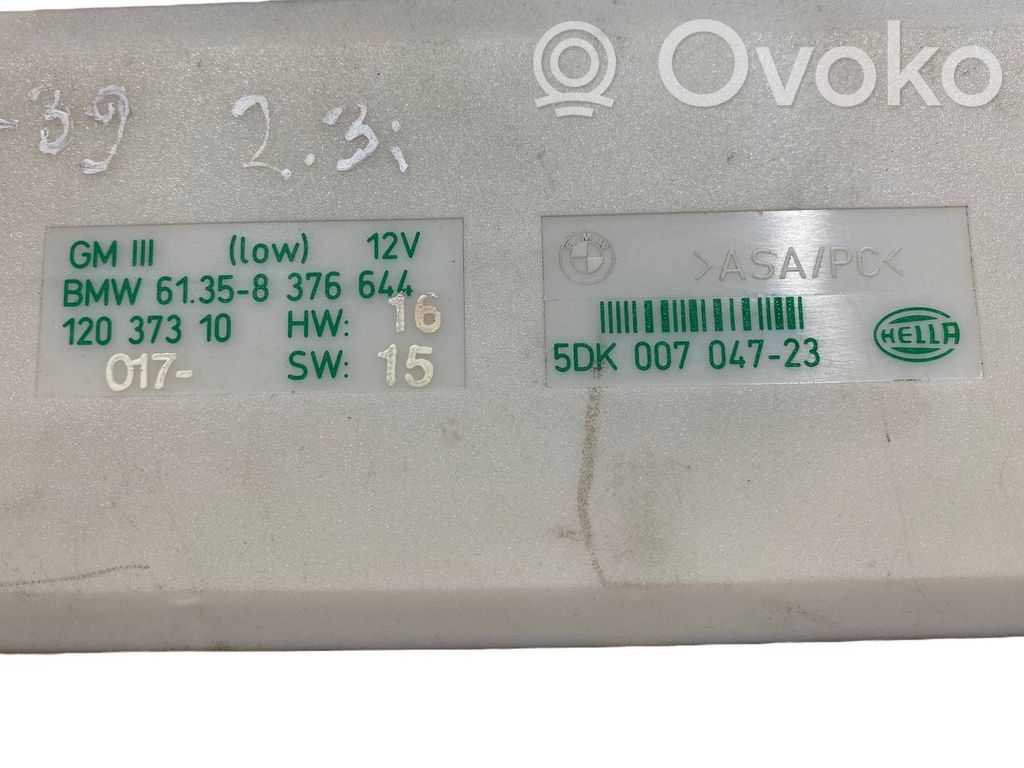 Ovoko
-39 2.3i
GM III (low) 12V
BMW 61.35-8 376 644
120 373 10 HW: 16
017- SW: 15
BMW
>ASA/PC<
5DK 007 047-23
HELLA